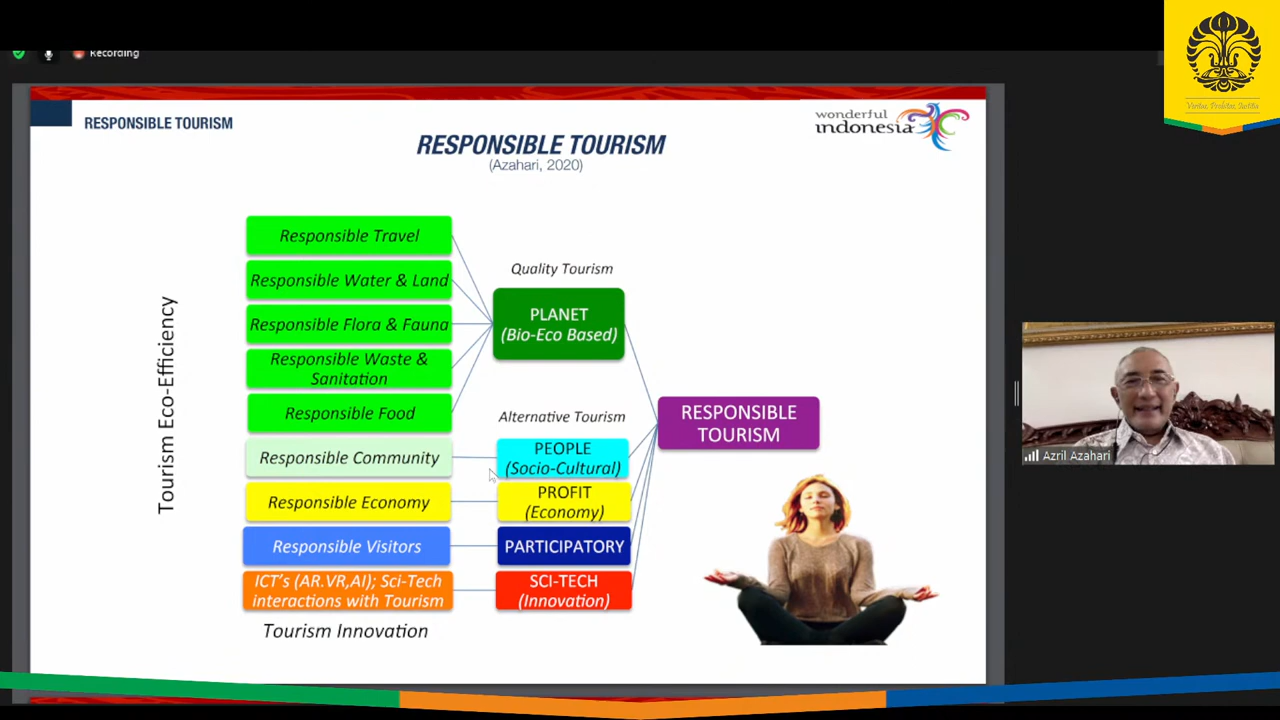 Recording
RESPONSIBLE TOURISM
wonderful
indonesia
RESPONSIBLE TOURISM
(Azahari, 2020)
Responsible Travel
Responsible Water & Land
Responsible Flora & Fauna
Responsible Waste &
Sanitation
Responsible Food
Responsible Community
Responsible Economy
Responsible Visitors
ICT's (AR.VR,AI); Sci-Tech
interactions with Tourism
Tourism Innovation
Tourism Eco-Efficiency
Quality Tourism
PLANET
(Bio-Eco Based)
Alternative Tourism
PEOPLE
(Socio-Cultural)
PROFIT
(Economy)
PARTICIPATORY
SCI-TECH
(Innovation)
RESPONSIBLE
TOURISM
Azril Azahari
Veritas, Probitas, Iustitia